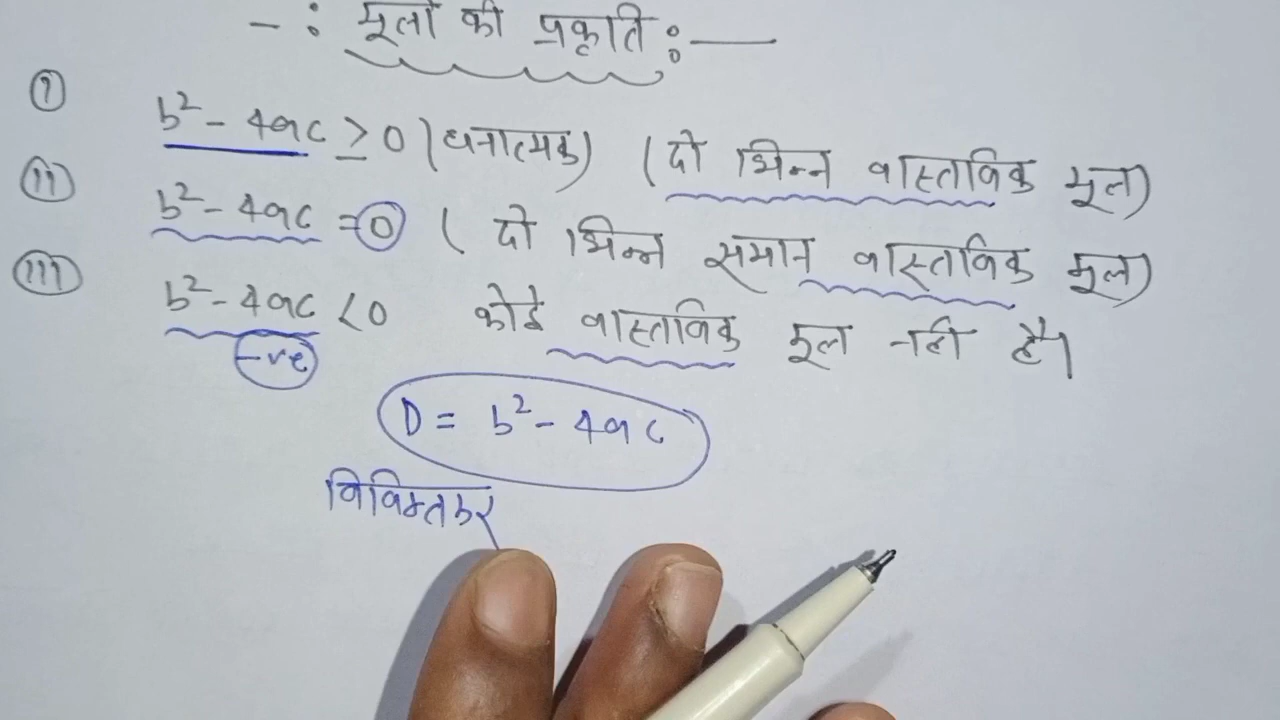 -: मूलों की प्रकृति :-
(i) b² - 4ac ≥ 0 (धनात्मक) (दो भिन्न वास्तविक मूल)
(ii) b² - 4ac = 0 ( दो भिन्न समान वास्तविक मूल)
(iii) b² - 4ac < 0 कोई वास्तविक मूल नही है।
-ve
D = b² - 4ac
विविक्तकर